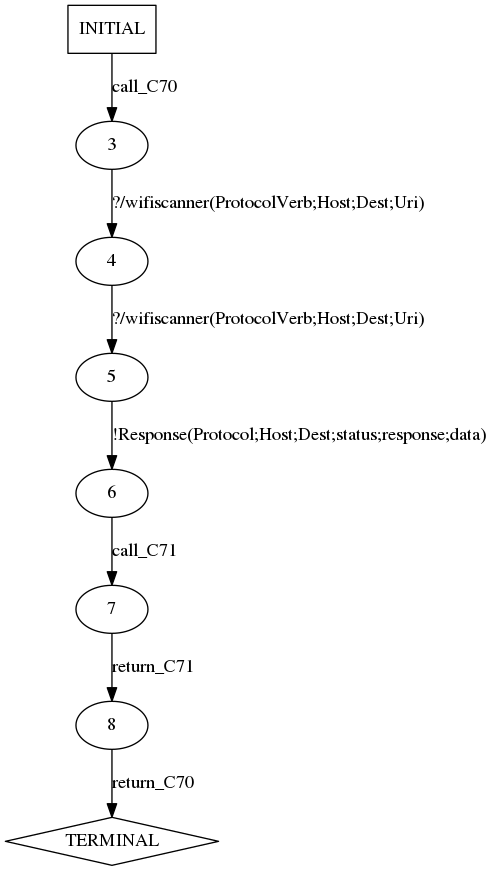 INITIAL
call_C70
3
?/wifiscanner(ProtocolVerb;Host;Dest;Uri)
4
?/wifiscanner(ProtocolVerb;Host;Dest;Uri)
5
!Response(Protocol;Host;Dest;status;response;data)
6
call_C71
7
return_C71
8
return_C70
TERMINAL